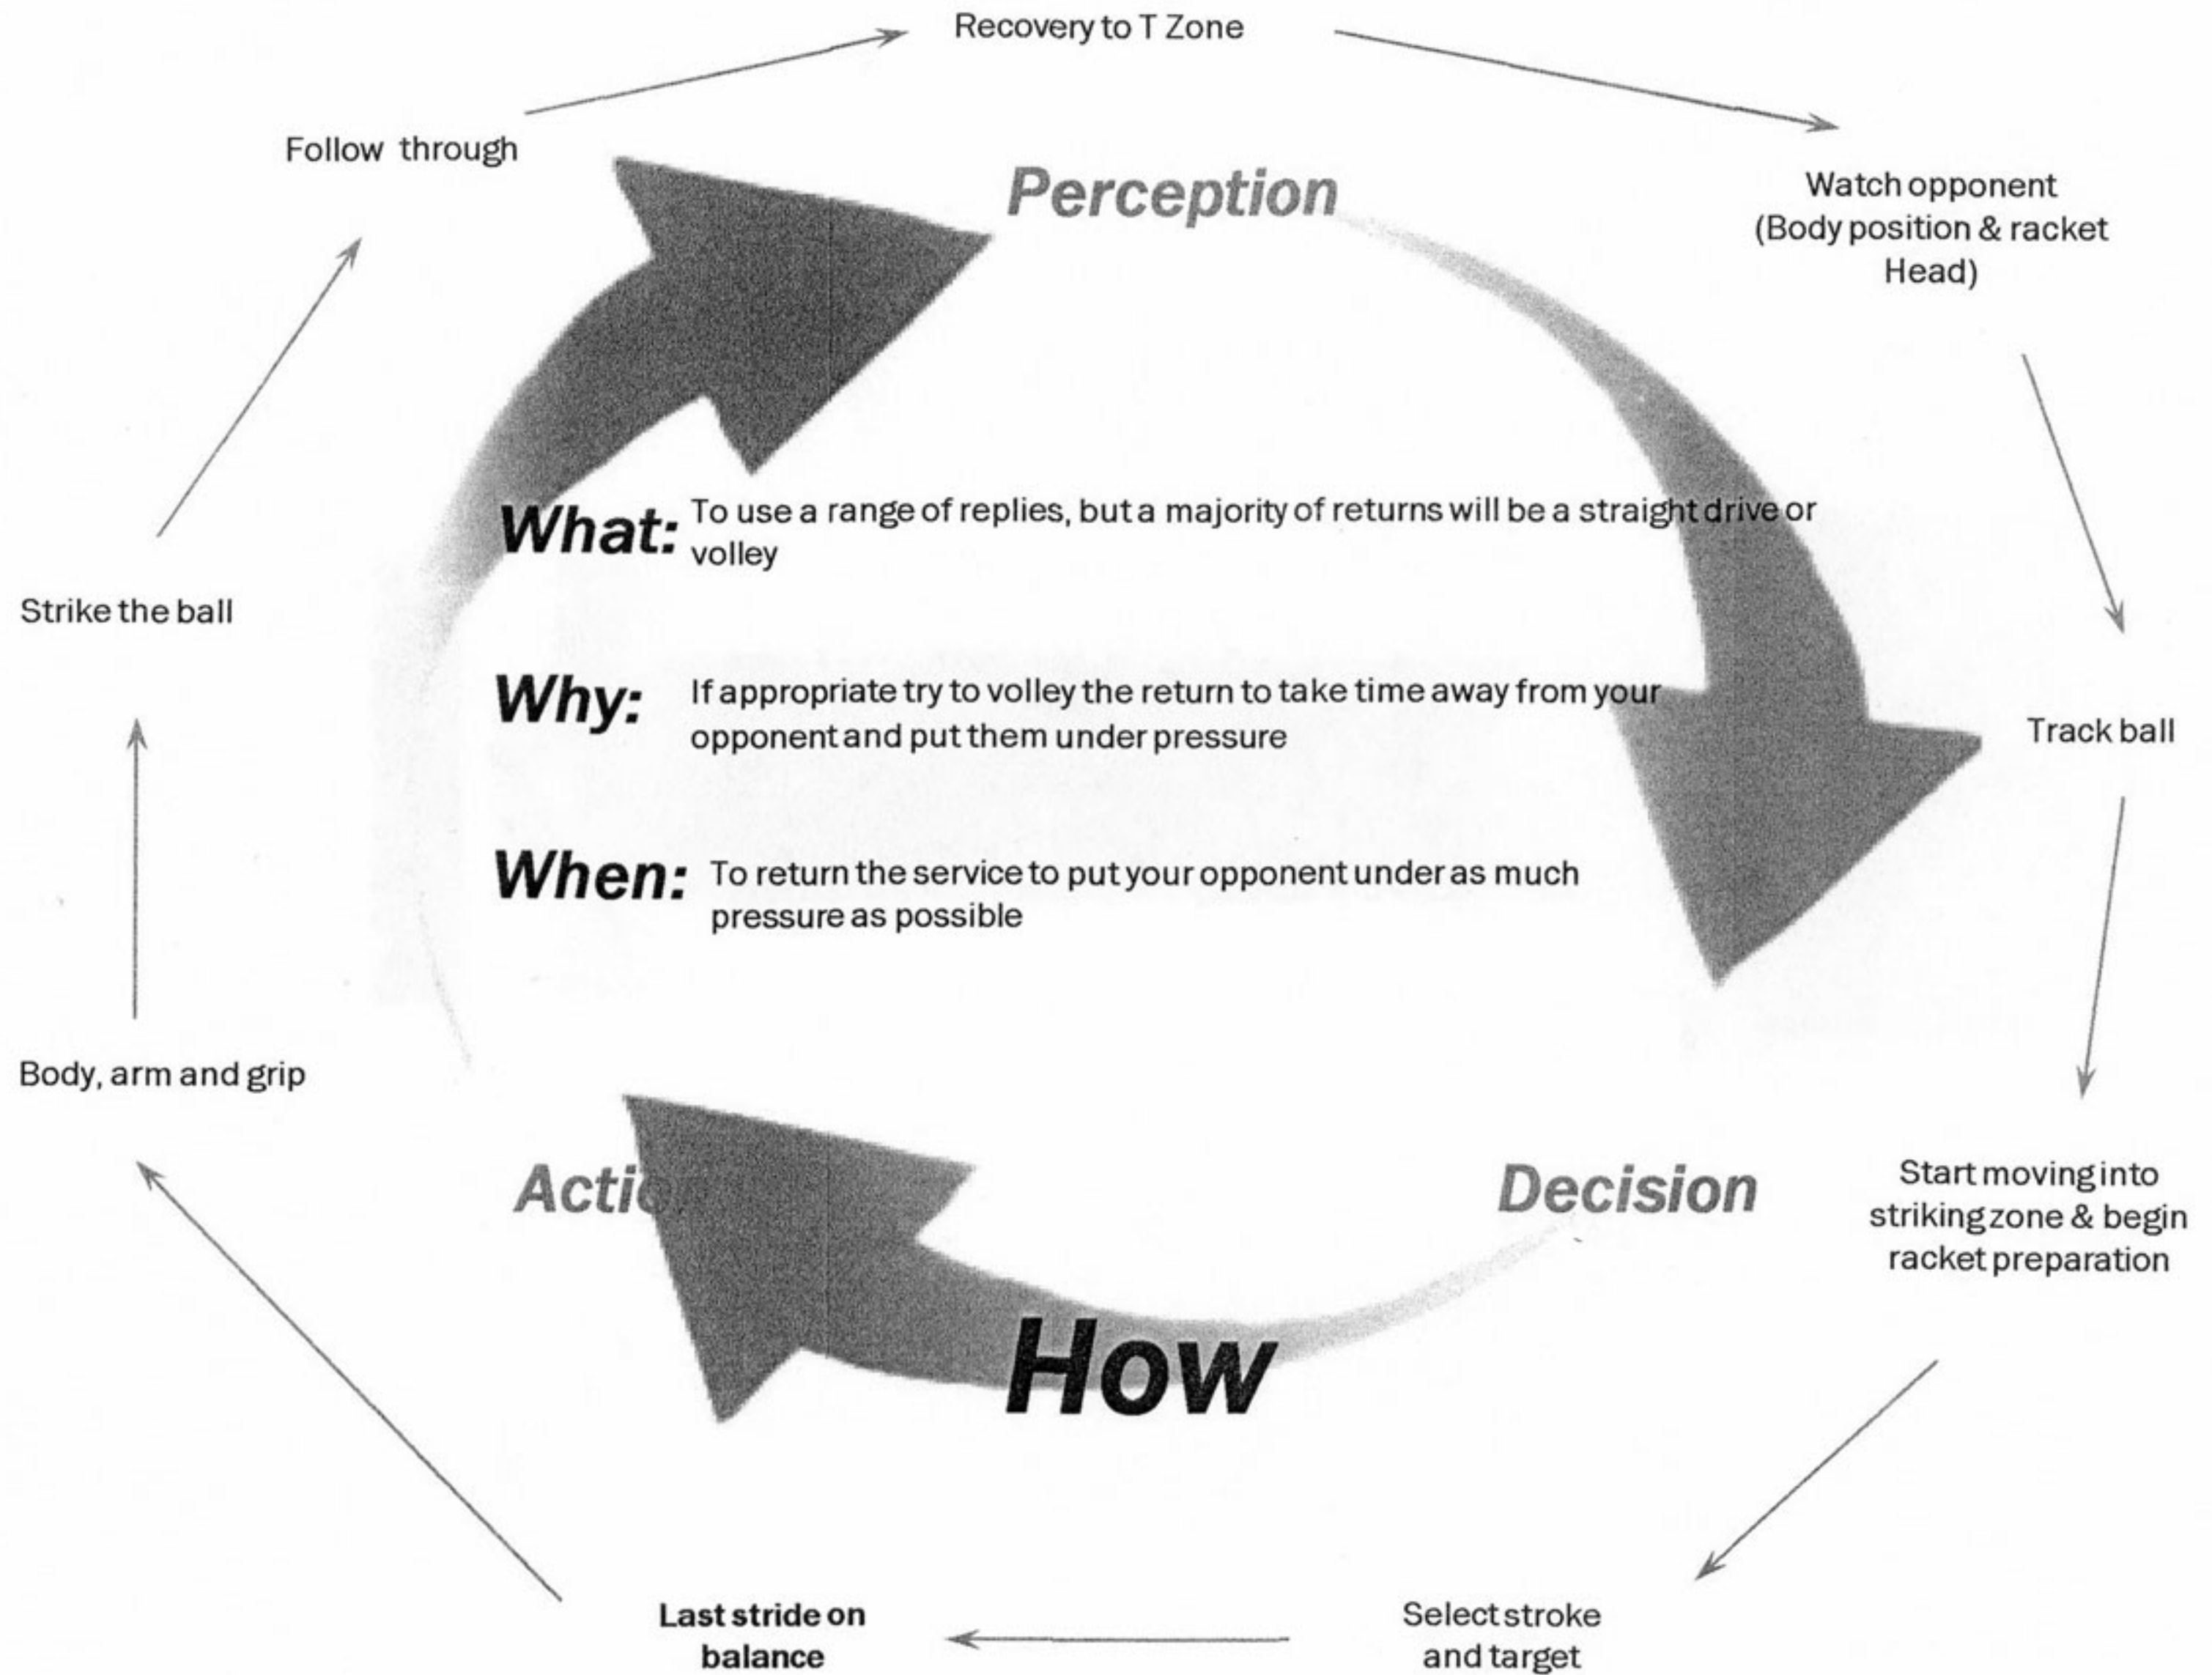 Recovery to T Zone
Follow through
Perception
Watch opponent
(Body position & racket
Head)
What: To use a range of replies, but a majority of returns will be a straight drive or
volley
Strike the ball
Why: If appropriate try to volley the return to take time away from your
opponent and put them under pressure
Track ball
When: To return the service to put your opponent under as much
pressure as possible
Body, arm and grip
Action
Decision
Start moving into
striking zone & begin
racket preparation
How
Last stride on
balance
Select stroke
and target